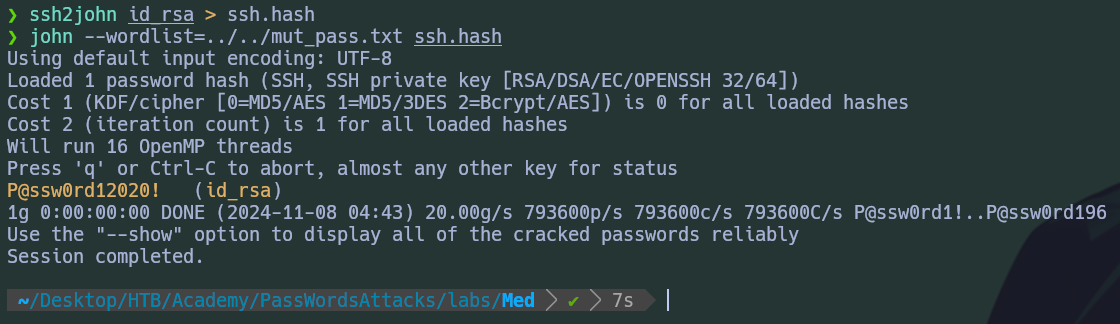 ❯ ssh2john id_rsa > ssh.hash
❯ john --wordlist=../../mut_pass.txt ssh.hash
Using default input encoding: UTF-8
Loaded 1 password hash (SSH, SSH private key [RSA/DSA/EC/OPENSSH 32/64])
Cost 1 (KDF/cipher [0=MD5/AES 1=MD5/3DES 2=Bcrypt/AES]) is 0 for all loaded hashes
Cost 2 (iteration count) is 1 for all loaded hashes
Will run 16 OpenMP threads
Press 'q' or Ctrl-C to abort, almost any other key for status
P@ssw0rd12020!   (id_rsa)
1g 0:00:00:00 DONE (2024-11-08 04:43) 20.00g/s 793600p/s 793600c/s 793600C/s P@ssw0rd1!..P@ssw0rd196
Use the "--show" option to display all of the cracked passwords reliably
Session completed.
~/Desktop/HTB/Academy/PassWordsAttacks/labs/Med ✔ 7s